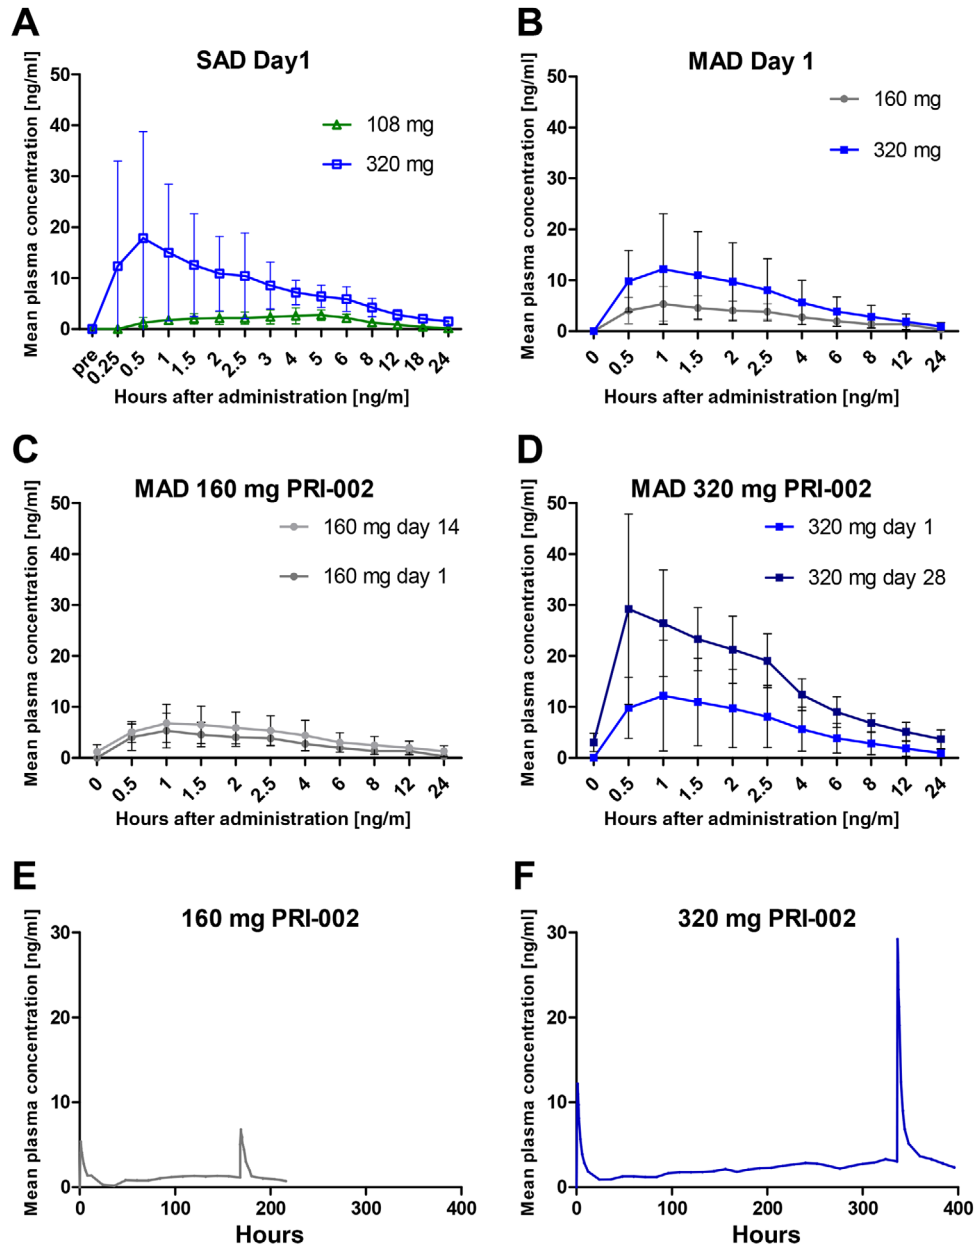 A
SAD Day1
Mean plasma concentration [ng/ml]
50
40
30
20
10
0
108 mg
320 mg
pre 0.25 0.5 1 1.5 2 2.5 3 4 5 6 8 12 18 24
Hours after administration [ng/m]
B
MAD Day 1
Mean plasma concentration [ng/ml]
50
40
30
20
10
0
160 mg
320 mg
0 0.5 1 1.5 2 2.5 4 6 8 12 24
Hours after administration [ng/m]
C
MAD 160 mg PRI-002
Mean plasma concentration [ng/ml]
50
40
30
20
10
0
160 mg day 14
160 mg day 1
0 0.5 1 1.5 2 2.5 4 6 8 12 24
Hours after administration [ng/m]
D
MAD 320 mg PRI-002
Mean plasma concentration [ng/ml]
50
40
30
20
10
0
320 mg day 1
320 mg day 28
0 0.5 1 1.5 2 2.5 4 6 8 12 24
Hours after administration [ng/m]
E
160 mg PRI-002
Mean plasma concentration [ng/ml]
30
20
10
0
0 100 200 300 400
Hours
F
320 mg PRI-002
Mean plasma concentration [ng/ml]
30
20
10
0
0 100 200 300 400
Hours